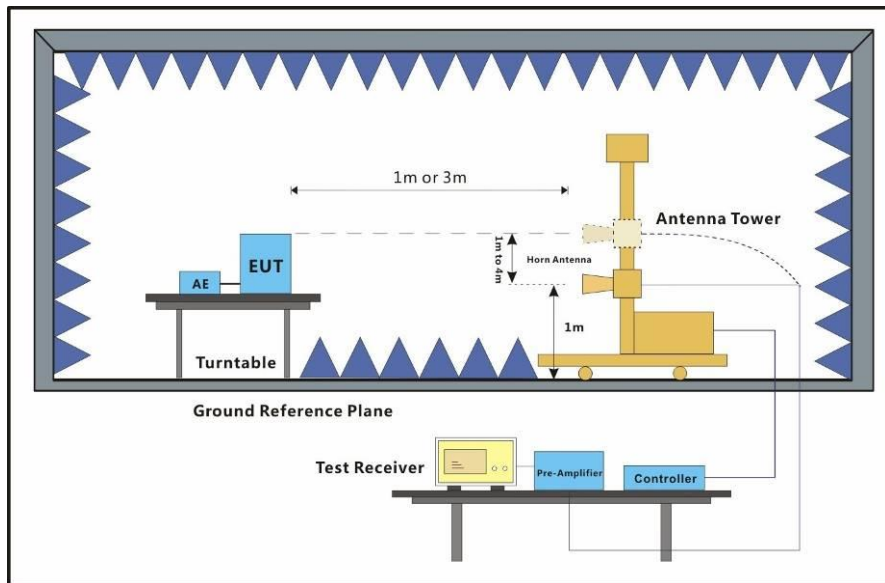 1m or 3m
Antenna Tower
1m to 4m
Horn Antenna
EUT
AE
1m
Turntable
Ground Reference Plane
Test Receiver
Pre-Amplifier
Controller